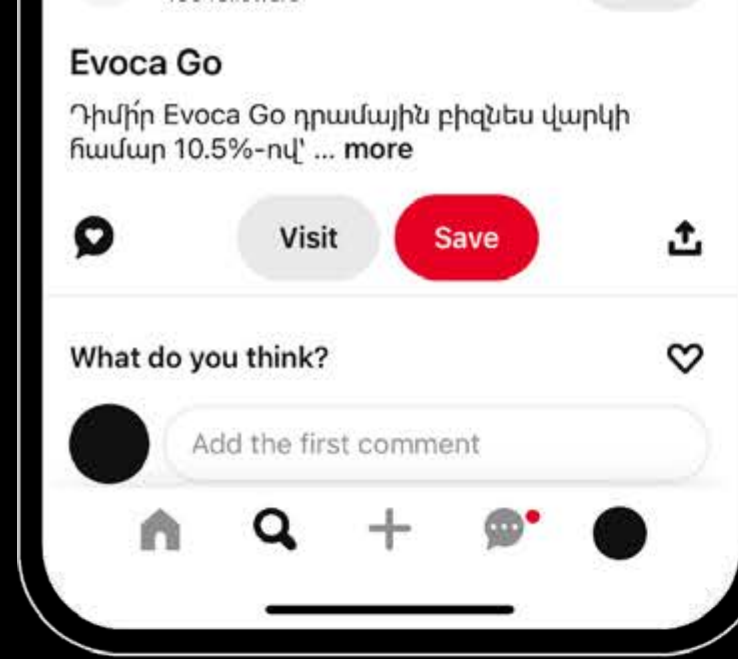 Evoca Go
Դիմի՛ր Evoca Go դրամային բիզնես վարկի
համար 10.5%-ով՝ ... more
Visit
Save
What do you think?
Add the first comment